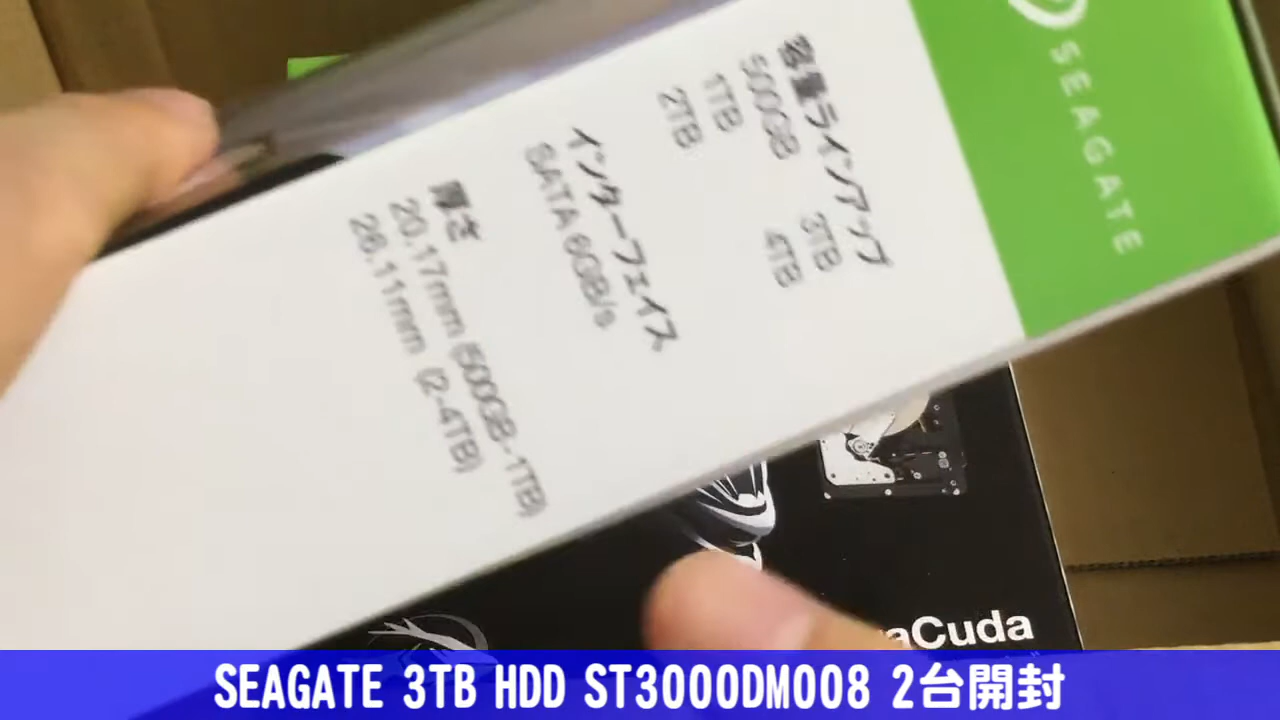 SEAGATE
容量ラインアップ
500GB 3TB
1TB 4TB
2TB
インターフェイス
SATA 6GB/s
厚さ
20.17mm (500GB-1TB)
26.11mm (2-4TB)
aCuda
SEAGATE 3TB HDD ST3000DM008 2台開封